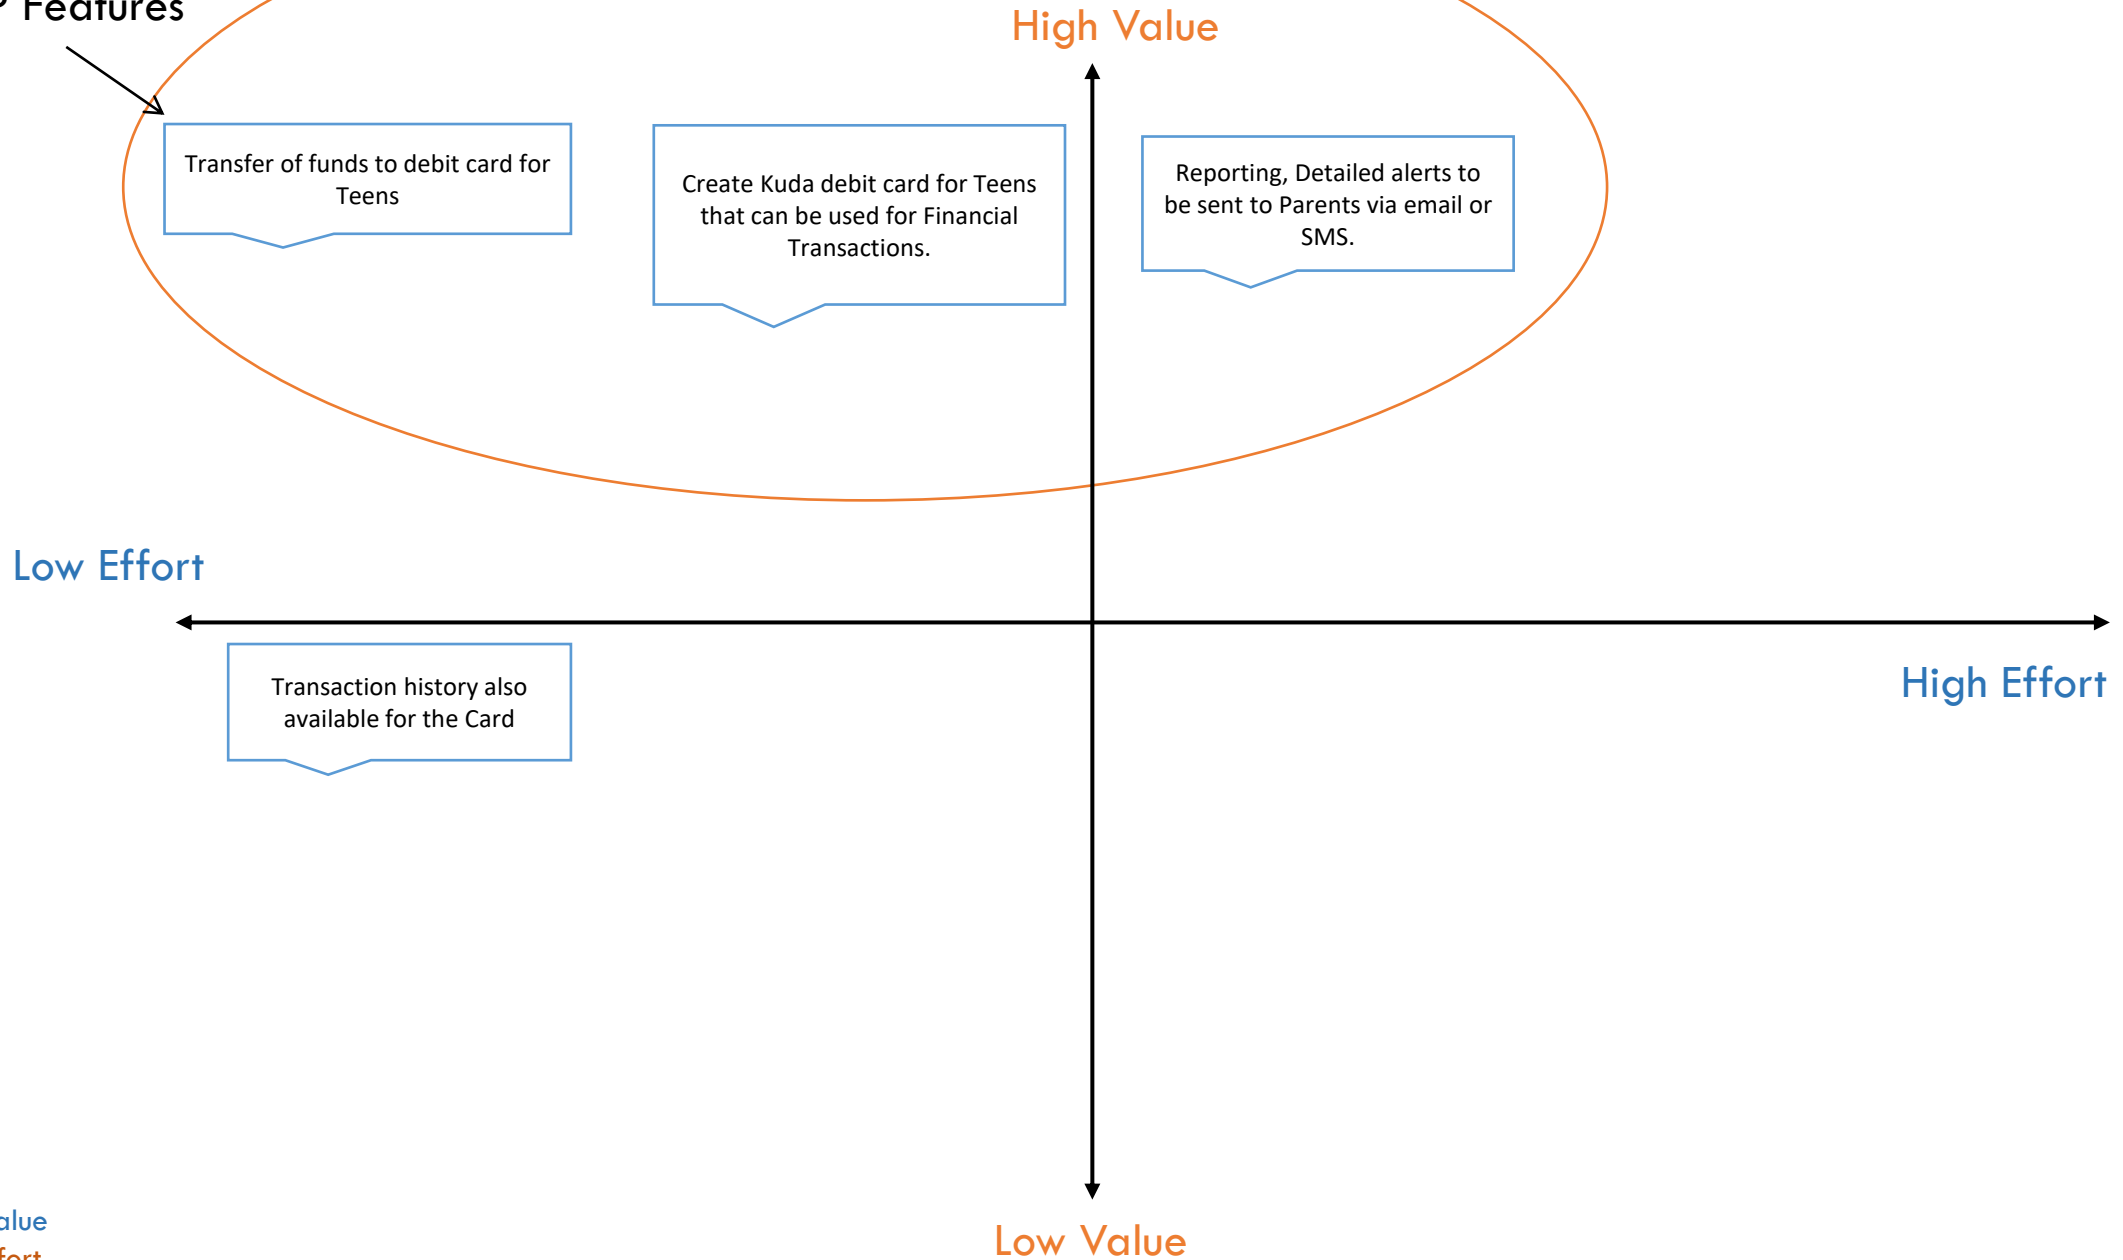 Features
High Value
Transfer of funds to debit card for
Teens
Create Kuda debit card for Teens
that can be used for Financial
Transactions.
Reporting, Detailed alerts to
be sent to Parents via email or
SMS.
Low Effort
Transaction history also
available for the Card
High Effort
Low Value